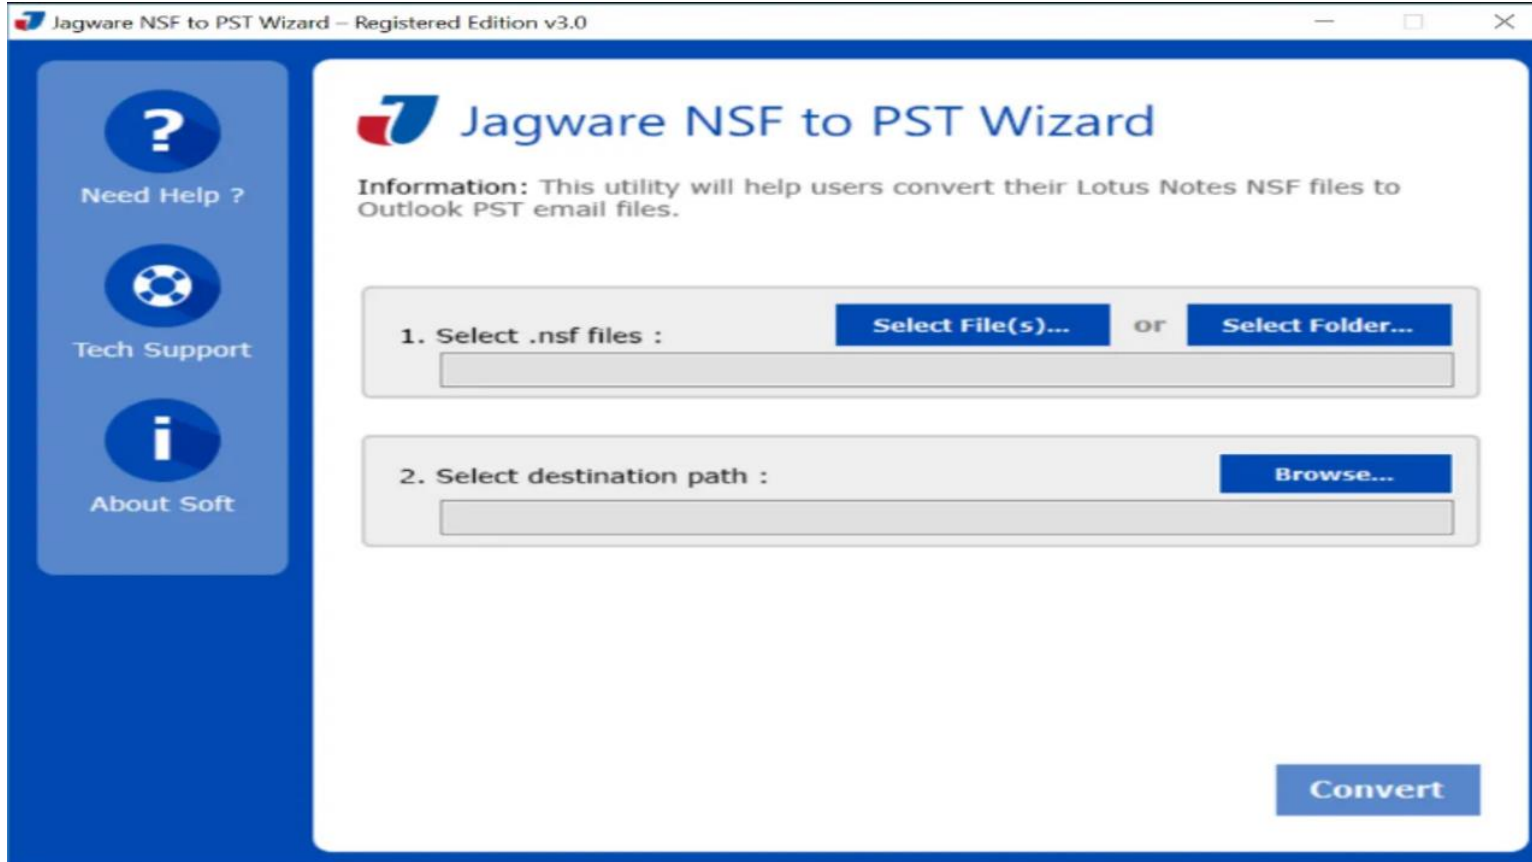 Jagware NSF to PST Wizard – Registered Edition v3.0
?
Need Help ?
Tech Support
i
About Soft
Jagware NSF to PST Wizard
Information: This utility will help users convert their Lotus Notes NSF files to
Outlook PST email files.
1. Select .nsf files :
Select File(s)...
or
Select Folder...
2. Select destination path :
Browse...
Convert